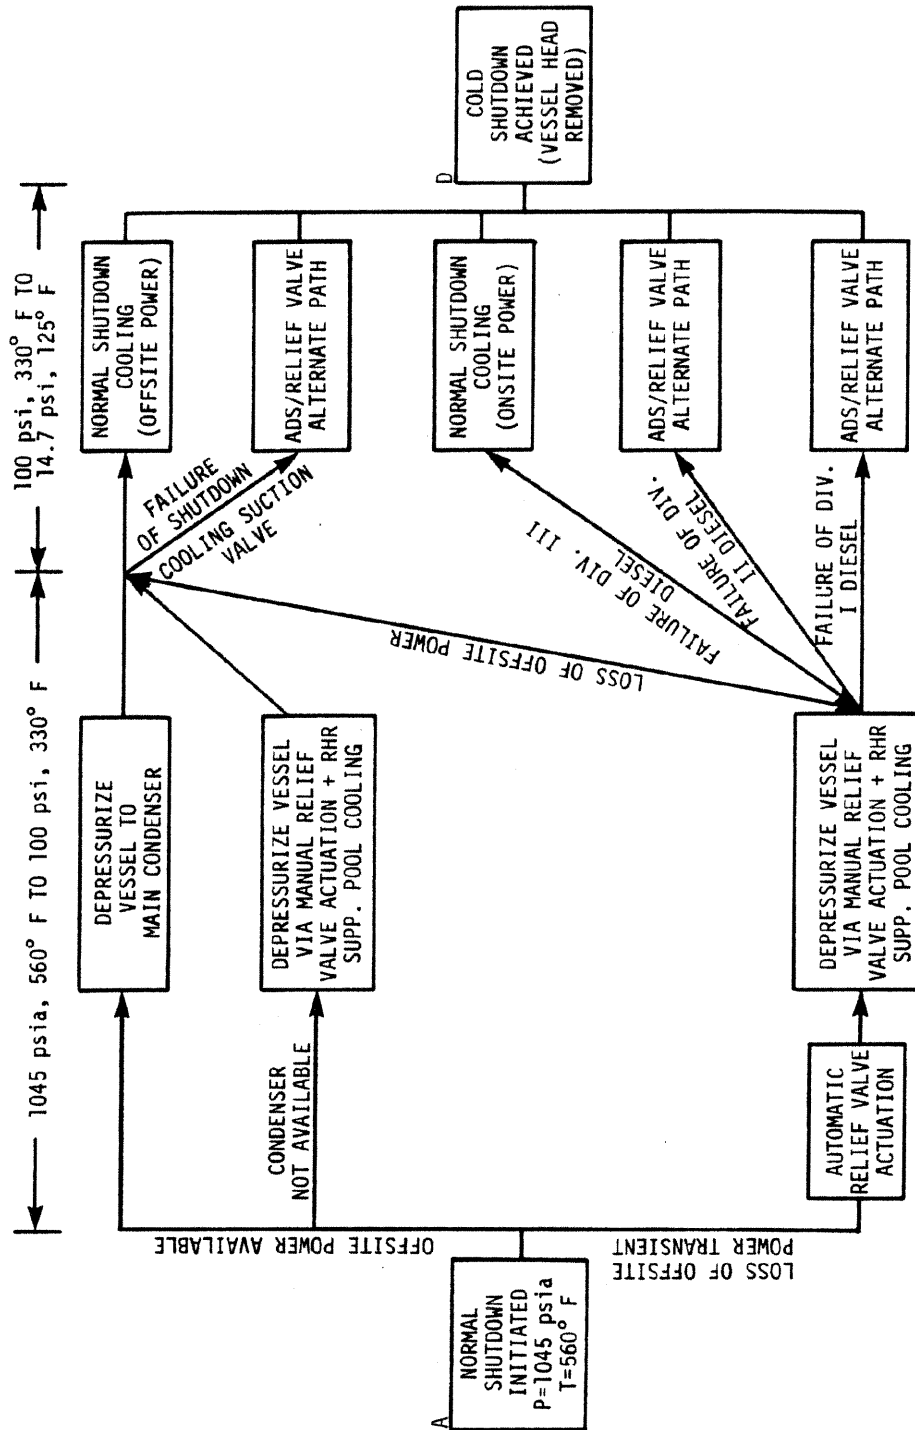 1045 psia, 560° F TO 100 psi, 330° F
100 psi, 330° F TO
14.7 psi, 125° F
A
NORMAL
SHUTDOWN
INITIATED
P=1045 psia
T=560° F
OFFSITE POWER AVAILABLE
LOSS OF OFFSITE
POWER TRANSIENT
DEPRESSURIZE
VESSEL TO
MAIN CONDENSER
CONDENSER
NOT AVAILABLE
DEPRESSURIZE VESSEL
VIA MANUAL RELIEF
VALVE ACTUATION + RHR
SUPP. POOL COOLING
AUTOMATIC
RELIEF VALVE
ACTUATION
DEPRESSURIZE VESSEL
VIA MANUAL RELIEF
VALVE ACTUATION + RHR
SUPP. POOL COOLING
LOSS OF OFFSITE POWER
FAILURE
OF SHUTDOWN
COOLING SUCTION
VALVE
FAILURE OF DIV. III
DIESEL
FAILURE OF DIV.
II DIESEL
FAILURE OF DIV.
I DIESEL
NORMAL SHUTDOWN
COOLING
(OFFSITE POWER)
ADS/RELIEF VALVE
ALTERNATE PATH
NORMAL SHUTDOWN
COOLING
(ONSITE POWER)
ADS/RELIEF VALVE
ALTERNATE PATH
ADS/RELIEF VALVE
ALTERNATE PATH
D
COLD
SHUTDOWN
ACHIEVED
(VESSEL HEAD
REMOVED)